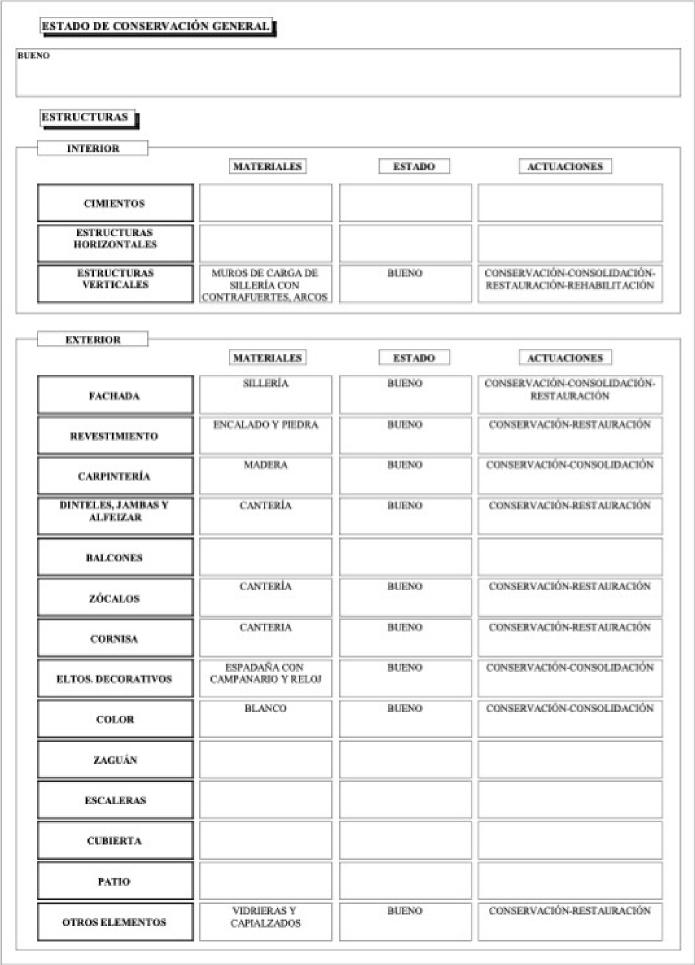 ESTADO DE CONSERVACIÓN GENERAL
BUENO
ESTRUCTURAS
INTERIOR
MATERIALES ESTADO ACTUACIONES
CIMIENTOS
ESTRUCTURAS
HORIZONTALES
ESTRUCTURAS MUROS DE CARGA DE BUENO CONSERVACIÓN-CONSOLIDACIÓN-
VERTICALES SILLERÍA CON RESTAURACIÓN-REHABILITACIÓN
CONTRAFUERTES, ARCOS
EXTERIOR
MATERIALES ESTADO ACTUACIONES
FACHADA SILLERÍA BUENO CONSERVACIÓN-CONSOLIDACIÓN-
RESTAURACIÓN
REVESTIMIENTO ENCALADO Y PIEDRA BUENO CONSERVACIÓN-RESTAURACIÓN
CARPINTERÍA MADERA BUENO CONSERVACIÓN-CONSOLIDACIÓN
DINTELES, JAMBAS Y CANTERÍA BUENO CONSERVACIÓN-RESTAURACIÓN
ALFEIZAR
BALCONES
ZÓCALOS CANTERÍA BUENO CONSERVACIÓN-RESTAURACIÓN
CORNISA CANTERIA BUENO CONSERVACIÓN-RESTAURACIÓN
ELTOS. DECORATIVOS ESPADAÑA CON BUENO CONSERVACIÓN-CONSOLIDACIÓN
CAMPANARIO Y RELOJ
COLOR BLANCO BUENO CONSERVACIÓN-CONSOLIDACIÓN
ZAGUÁN
ESCALERAS
CUBIERTA
PATIO
OTROS ELEMENTOS VIDRIERAS Y BUENO CONSERVACIÓN-RESTAURACIÓN
CAPIALZADOS